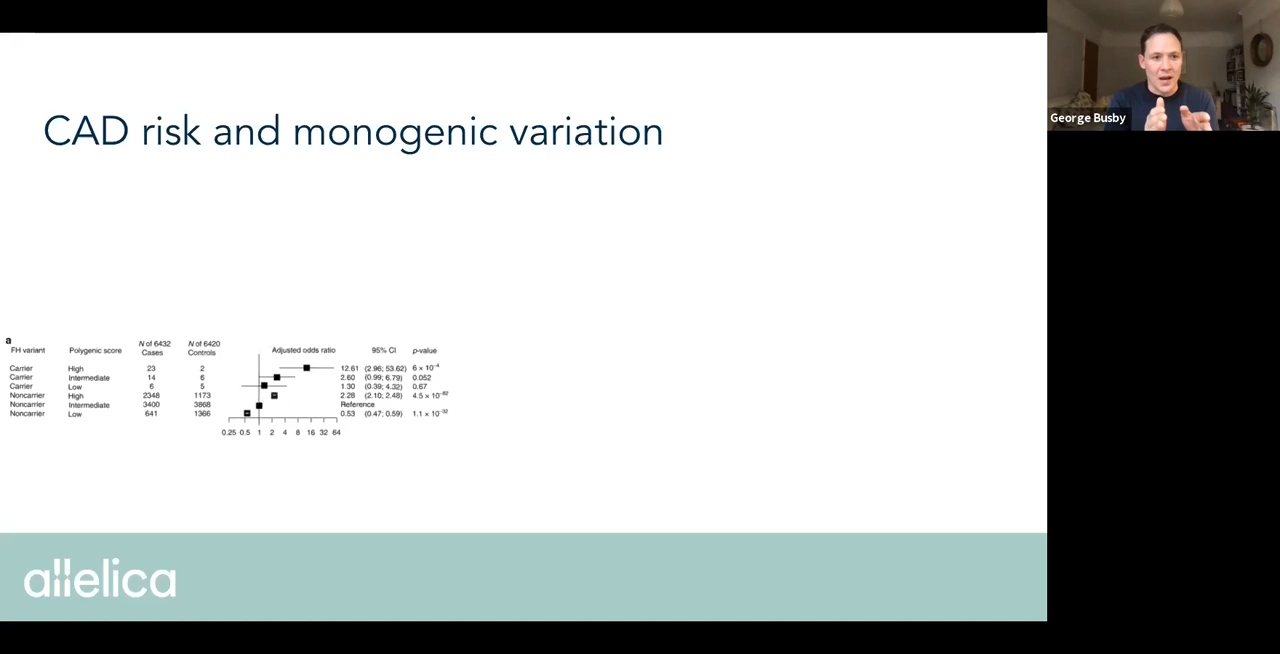 George Busby
CAD risk and monogenic variation
a
FH variant Polygenic score N of 6432 Cases N of 6420 Controls Adjusted odds ratio 95% CI p-value
Carrier High 23 2 12.61 (2.96; 53.62) 6 × 10⁻⁴
Carrier Intermediate 14 6 2.60 (0.99; 6.79) 0.052
Carrier Low 6 5 1.30 (0.39; 4.32) 0.67
Noncarrier High 2348 1173 2.28 (2.10; 2.48) 4.5 × 10⁻⁸²
Noncarrier Intermediate 3400 3868 Reference
Noncarrier Low 641 1366 0.53 (0.47; 0.59) 1.1 × 10⁻³²
0.25 0.5 1 2 4 8 16 32 64
allelica